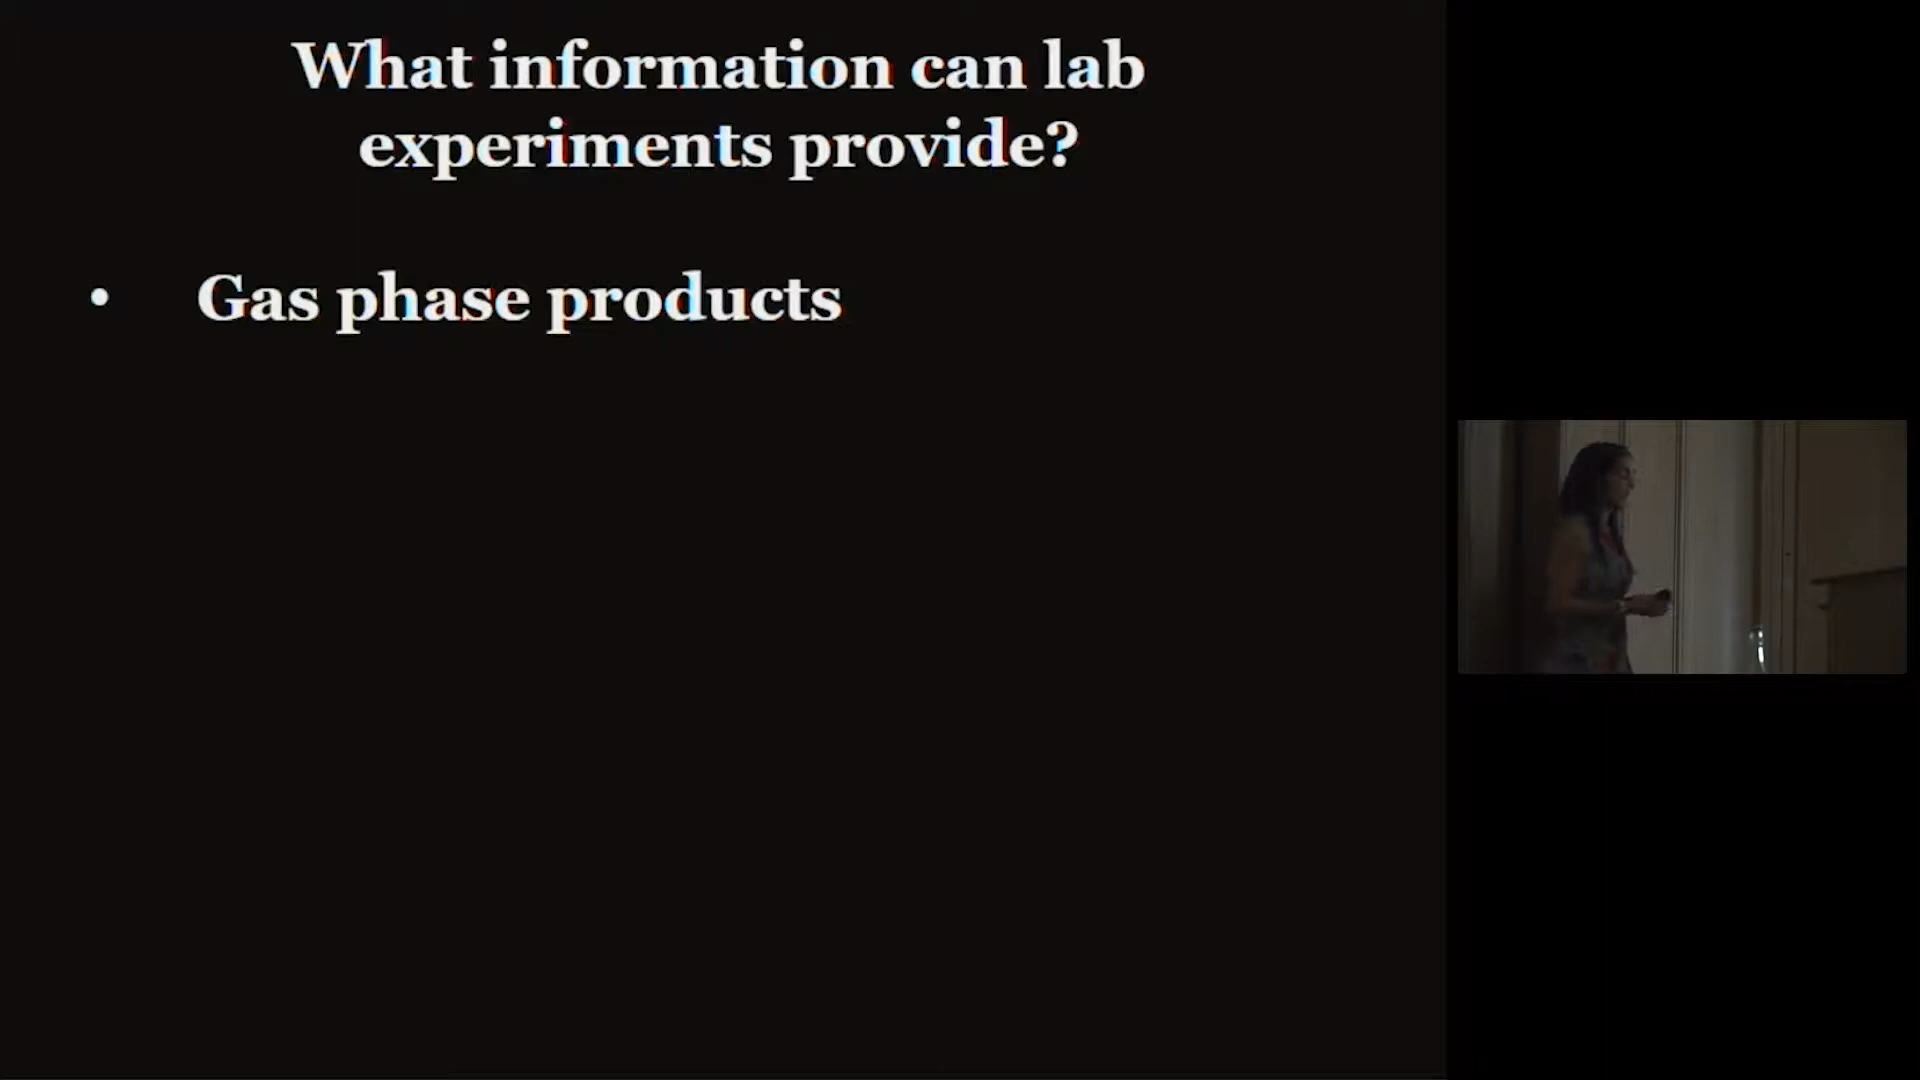 What information can lab
experiments provide?
• Gas phase products